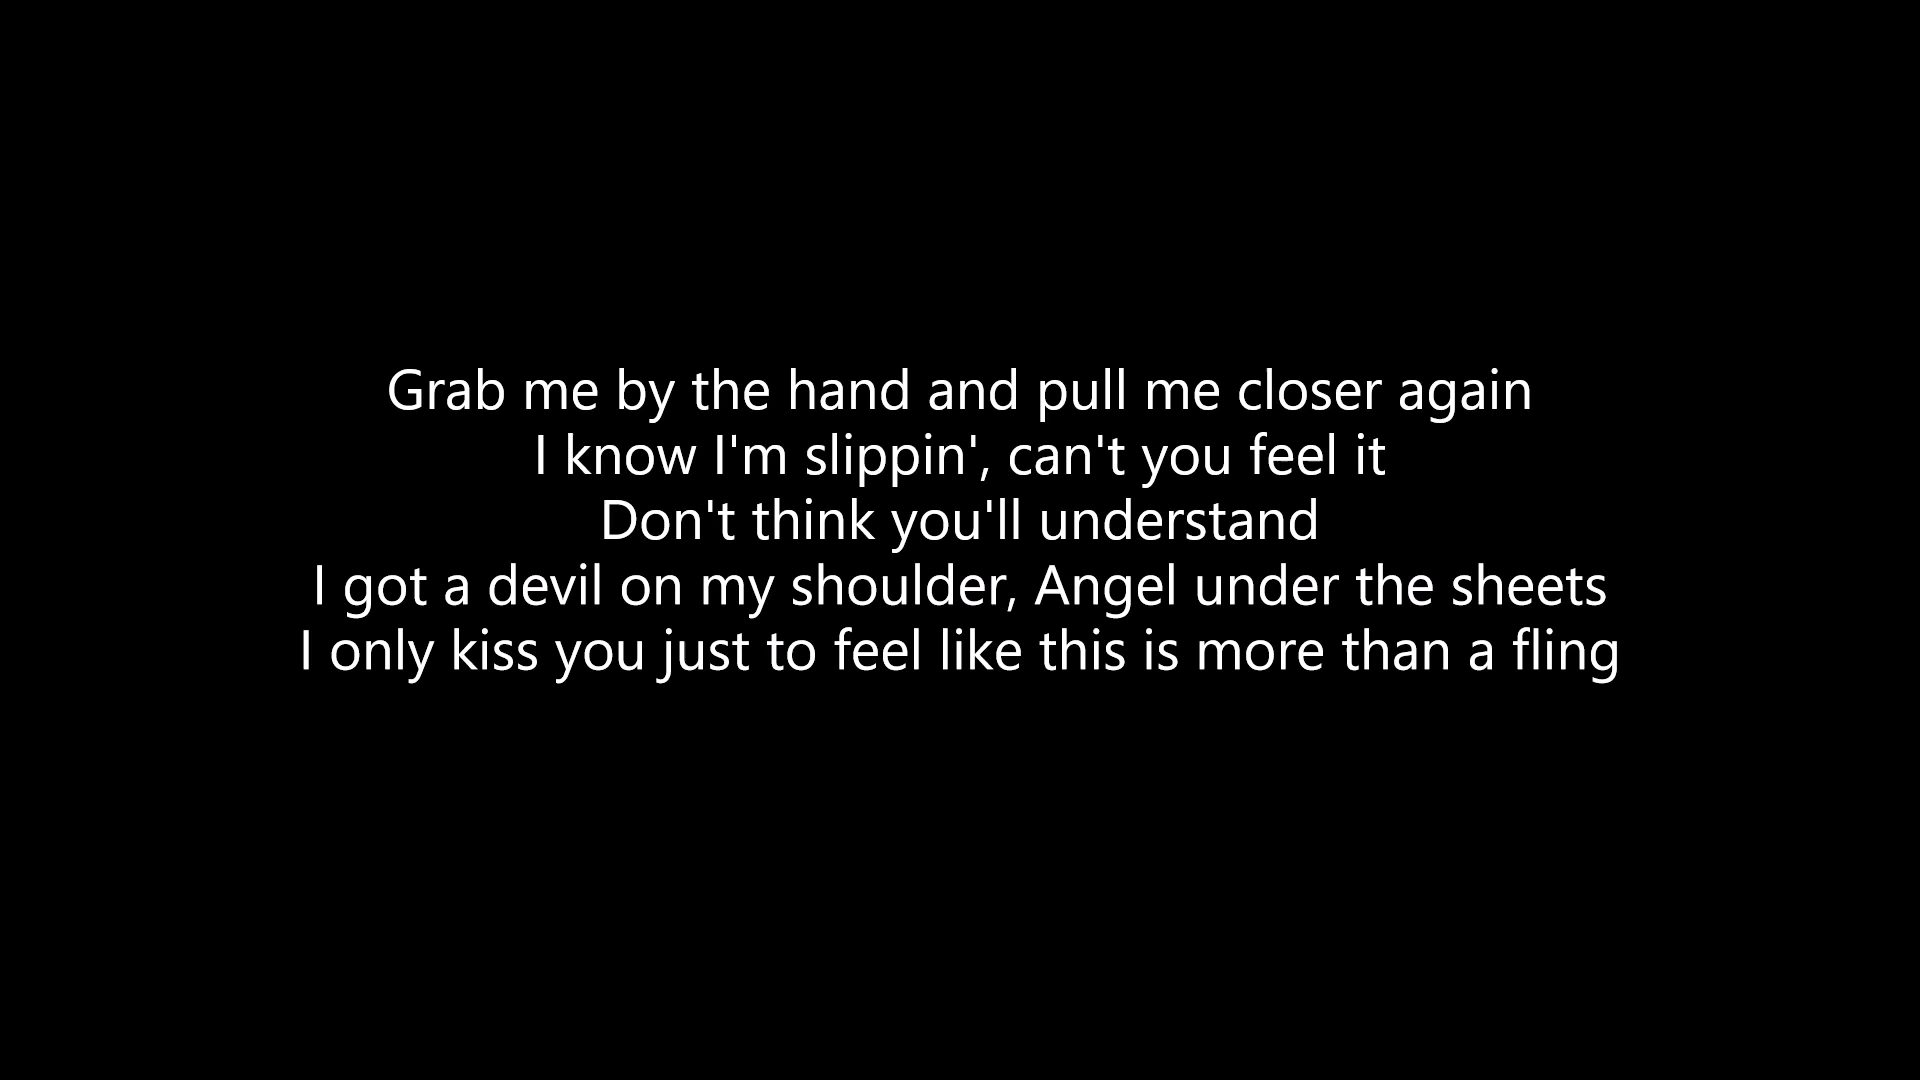 Grab me by the hand and pull me closer again
I know I'm slippin', can't you feel it
Don't think you'll understand
I got a devil on my shoulder, Angel under the sheets
I only kiss you just to feel like this is more than a fling